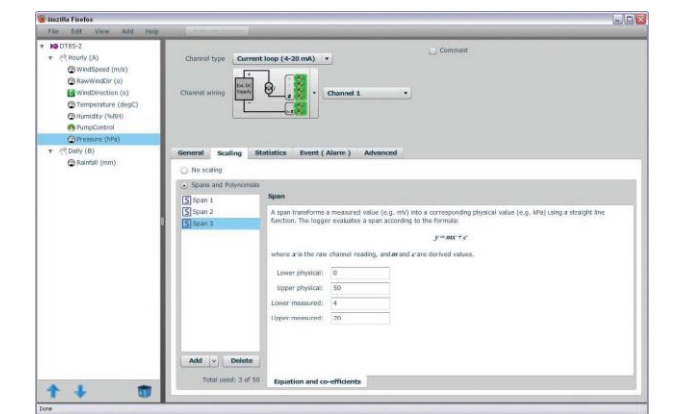 Mozilla Firefox
File Edit View Add Help
DT85-2
Hourly (A)
WindSpeed (m/s)
RawWindDir (o)
WindDirection (o)
Temperature (degC)
Humidity (%RH)
PumpControl
Pressure (hPa)
Daily (B)
Rainfall (mm)
Channel type Current loop (4-20 mA)
Comment
Channel wiring
Supply
Channel 1
General Scaling Statistics Event ( Alarm ) Advanced
No scaling
Spans and Polynomials
Span 1
Span 2
Span 3
Span
A span transforms a measured value (e.g. mV) into a corresponding physical value (e.g. kPa) using a straight line
function. The logger evaluates a span according to the formula:
y = mx + c
where x is the raw channel reading, and m and c are derived values.
Lower physical: 0
Upper physical: 50
Lower measured: 4
Upper measured: 20
Add Delete
Total used: 3 of 50
Equation and co-efficients
Done